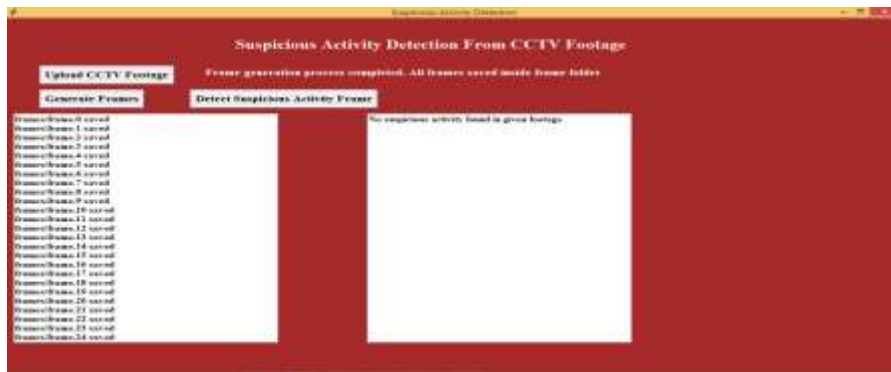 Suspicious Activity Detection
Suspicious Activity Detection From CCTV Footage
Upload CCTV Footage
Frame generation process completed. All frames saved inside frame folder
Generate Frames
Detect Suspicious Activity Frame
frames/frame.0 saved
frames/frame.1 saved
frames/frame.2 saved
frames/frame.3 saved
frames/frame.4 saved
frames/frame.5 saved
frames/frame.6 saved
frames/frame.7 saved
frames/frame.8 saved
frames/frame.9 saved
frames/frame.10 saved
frames/frame.11 saved
frames/frame.12 saved
frames/frame.13 saved
frames/frame.14 saved
frames/frame.15 saved
frames/frame.16 saved
frames/frame.17 saved
frames/frame.18 saved
frames/frame.19 saved
frames/frame.20 saved
frames/frame.21 saved
frames/frame.22 saved
frames/frame.23 saved
frames/frame.24 saved
No suspicious activity found in given footage